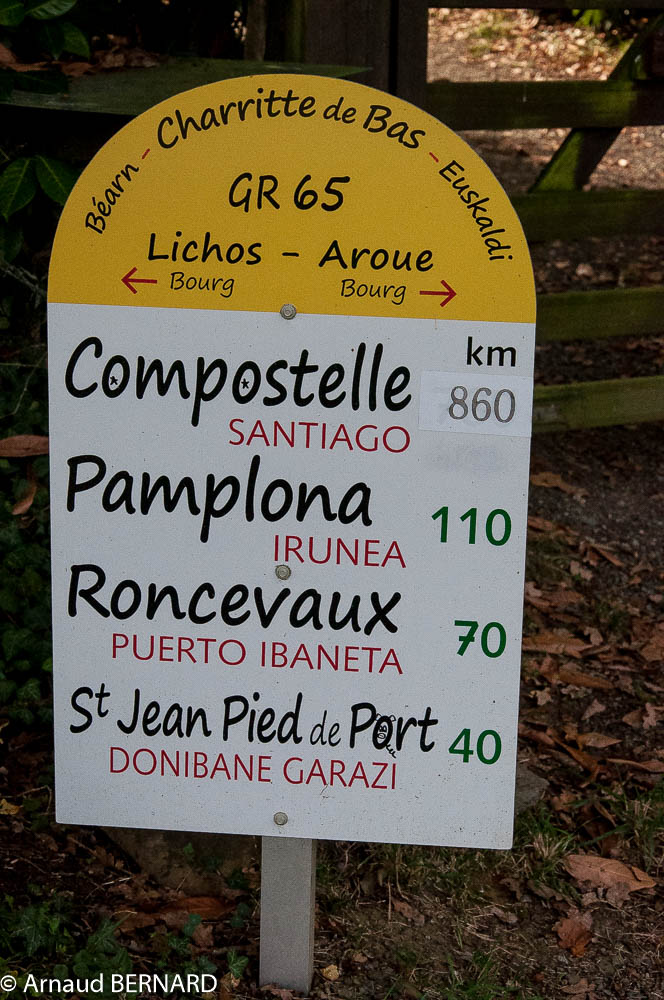 Béarn - Charritte de Bas - Euskaldi
GR 65
Lichos - Aroue
← Bourg Bourg →
km
Compostelle 860
SANTIAGO
Pamplona 110
IRUNEA
Roncevaux 70
PUERTO IBANETA
St Jean Pied de Port 40
DONIBANE GARAZI
© Arnaud BERNARD